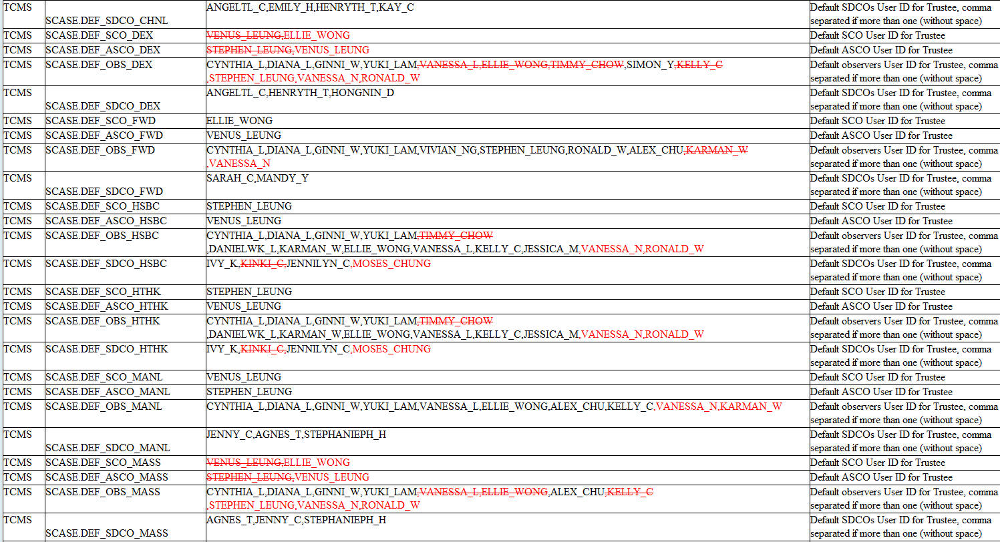 TCMS SCASE.DEF_SDCO_CHNL ANGELTL_C,EMILY_H,HENRYTH_T,KAY_C Default SDCOs User ID for Trustee, comma
separated if more than one (without space)
TCMS SCASE.DEF_SCO_DEX VENUS_LEUNG,ELLIE_WONG Default SCO User ID for Trustee
TCMS SCASE.DEF_ASCO_DEX STEPHEN_LEUNG,VENUS_LEUNG Default ASCO User ID for Trustee
TCMS SCASE.DEF_OBS_DEX CYNTHIA_L,DIANA_L,GINNI_W,YUKI_LAM,VANESSA_L,ELLIE_WONG,TIMMY_CHOW,SIMON_Y,KELLY_C Default observers User ID for Trustee, comma
,STEPHEN_LEUNG,VANESSA_N,RONALD_W separated if more than one (without space)
TCMS SCASE.DEF_SDCO_DEX ANGELTL_C,HENRYTH_T,HONGNIN_D Default SDCOs User ID for Trustee, comma
separated if more than one (without space)
TCMS SCASE.DEF_SCO_FWD ELLIE_WONG Default SCO User ID for Trustee
TCMS SCASE.DEF_ASCO_FWD VENUS_LEUNG Default ASCO User ID for Trustee
TCMS SCASE.DEF_OBS_FWD CYNTHIA_L,DIANA_L,GINNI_W,YUKI_LAM,VIVIAN_NG,STEPHEN_LEUNG,RONALD_W,ALEX_CHU,KARMAN_W Default observers User ID for Trustee, comma
,VANESSA_N separated if more than one (without space)
TCMS SCASE.DEF_SDCO_FWD SARAH_C,MANDY_Y Default SDCOs User ID for Trustee, comma
separated if more than one (without space)
TCMS SCASE.DEF_SCO_HSBC STEPHEN_LEUNG Default SCO User ID for Trustee
TCMS SCASE.DEF_ASCO_HSBC VENUS_LEUNG Default ASCO User ID for Trustee
TCMS SCASE.DEF_OBS_HSBC CYNTHIA_L,DIANA_L,GINNI_W,YUKI_LAM,TIMMY_CHOW Default observers User ID for Trustee, comma
,DANIELWK_L,KARMAN_W,ELLIE_WONG,VANESSA_L,KELLY_C,JESSICA_M,VANESSA_N,RONALD_W separated if more than one (without space)
TCMS SCASE.DEF_SDCO_HSBC IVY_K,KINKI_C,JENNILYN_C,MOSES_CHUNG Default SDCOs User ID for Trustee, comma
separated if more than one (without space)
TCMS SCASE.DEF_SCO_HTHK STEPHEN_LEUNG Default SCO User ID for Trustee
TCMS SCASE.DEF_ASCO_HTHK VENUS_LEUNG Default ASCO User ID for Trustee
TCMS SCASE.DEF_OBS_HTHK CYNTHIA_L,DIANA_L,GINNI_W,YUKI_LAM,TIMMY_CHOW Default observers User ID for Trustee, comma
,DANIELWK_L,KARMAN_W,ELLIE_WONG,VANESSA_L,KELLY_C,JESSICA_M,VANESSA_N,RONALD_W separated if more than one (without space)
TCMS SCASE.DEF_SDCO_HTHK IVY_K,KINKI_C,JENNILYN_C,MOSES_CHUNG Default SDCOs User ID for Trustee, comma
separated if more than one (without space)
TCMS SCASE.DEF_SCO_MANL VENUS_LEUNG Default SCO User ID for Trustee
TCMS SCASE.DEF_ASCO_MANL STEPHEN_LEUNG Default ASCO User ID for Trustee
TCMS SCASE.DEF_OBS_MANL CYNTHIA_L,DIANA_L,GINNI_W,YUKI_LAM,VANESSA_L,ELLIE_WONG,ALEX_CHU,KELLY_C,VANESSA_N,KARMAN_W Default observers User ID for Trustee, comma
separated if more than one (without space)
TCMS SCASE.DEF_SDCO_MANL JENNY_C,AGNES_T,STEPHANIEPH_H Default SDCOs User ID for Trustee, comma
separated if more than one (without space)
TCMS SCASE.DEF_SCO_MASS VENUS_LEUNG,ELLIE_WONG Default SCO User ID for Trustee
TCMS SCASE.DEF_ASCO_MASS STEPHEN_LEUNG,VENUS_LEUNG Default ASCO User ID for Trustee
TCMS SCASE.DEF_OBS_MASS CYNTHIA_L,DIANA_L,GINNI_W,YUKI_LAM,VANESSA_L,ELLIE_WONG,ALEX_CHU,KELLY_C Default observers User ID for Trustee, comma
,STEPHEN_LEUNG,VANESSA_N,RONALD_W separated if more than one (without space)
TCMS SCASE.DEF_SDCO_MASS AGNES_T,JENNY_C,STEPHANIEPH_H Default SDCOs User ID for Trustee, comma
separated if more than one (without space)